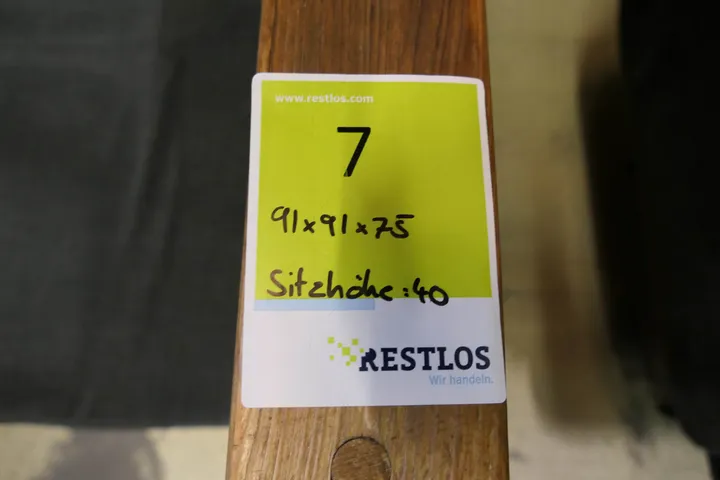 www.restlos.com
7
91x91x75
Sitzhöhe:40
RESTLOS
Wir handeln.